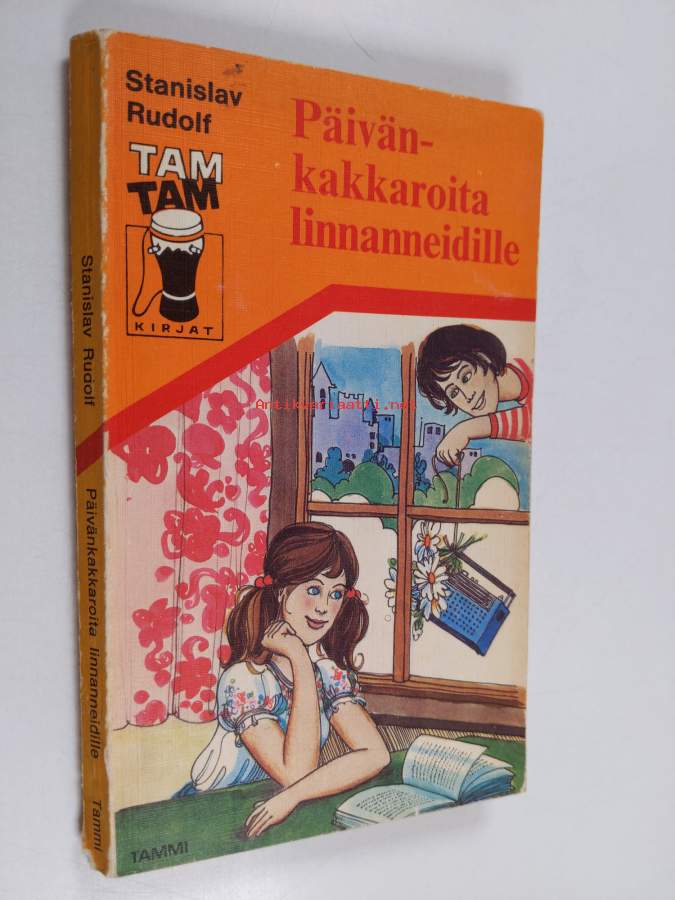 Stanislav
Rudolf
TAM
TAM
KIRJAT
Päivän-
kakkaroita
linnanneidille
Antikvariaatti.net
TAMMI
Stanislav Rudolf Päivänkakkaroita linnanneidille Tammi